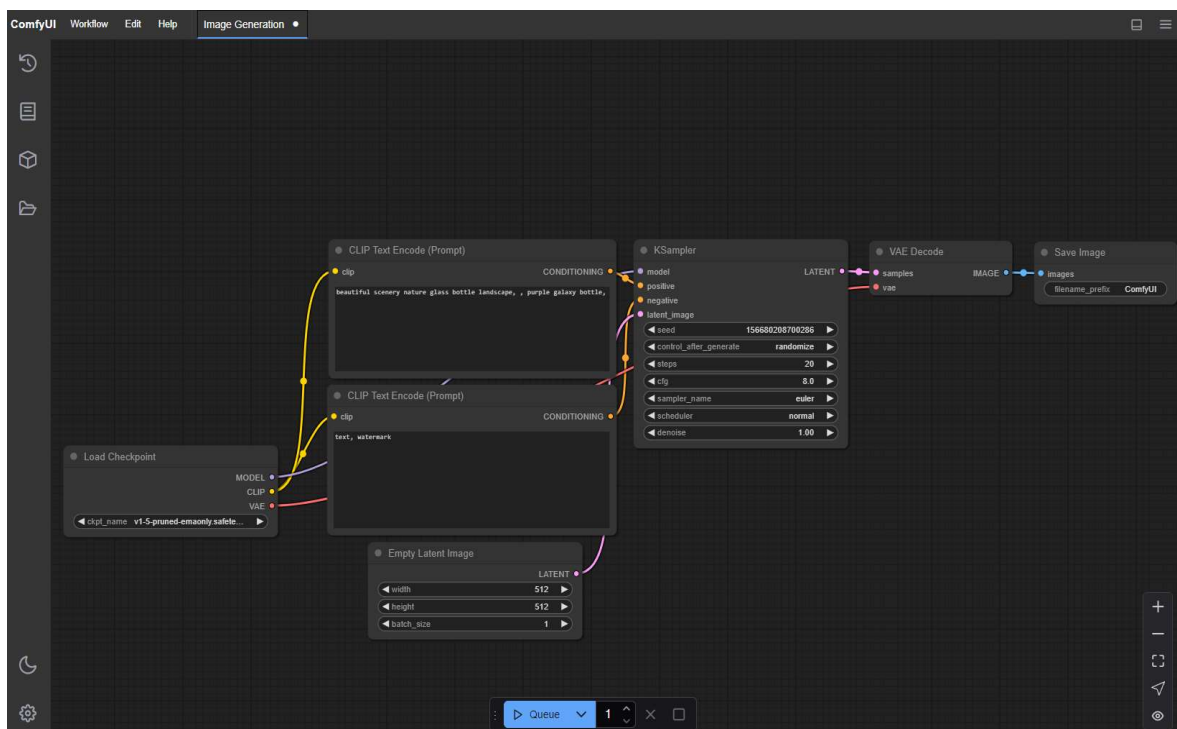 ComfyUI Workflow Edit Help Image Generation
CLIP Text Encode (Prompt)
clip CONDITIONING
beautiful scenery nature glass bottle landscape, , purple galaxy bottle,
CLIP Text Encode (Prompt)
clip CONDITIONING
text, watermark
Load Checkpoint
MODEL
CLIP
VAE
ckpt_name v1-5-pruned-emaonly.safete...
Empty Latent Image
LATENT
width 512
height 512
batch_size 1
KSampler
model LATENT
positive
negative
latent_image
seed 156680208700286
control_after_generate randomize
steps 20
cfg 8.0
sampler_name euler
scheduler normal
denoise 1.00
VAE Decode
samples IMAGE
vae
Save Image
images
filename_prefix ComfyUI
Queue 1